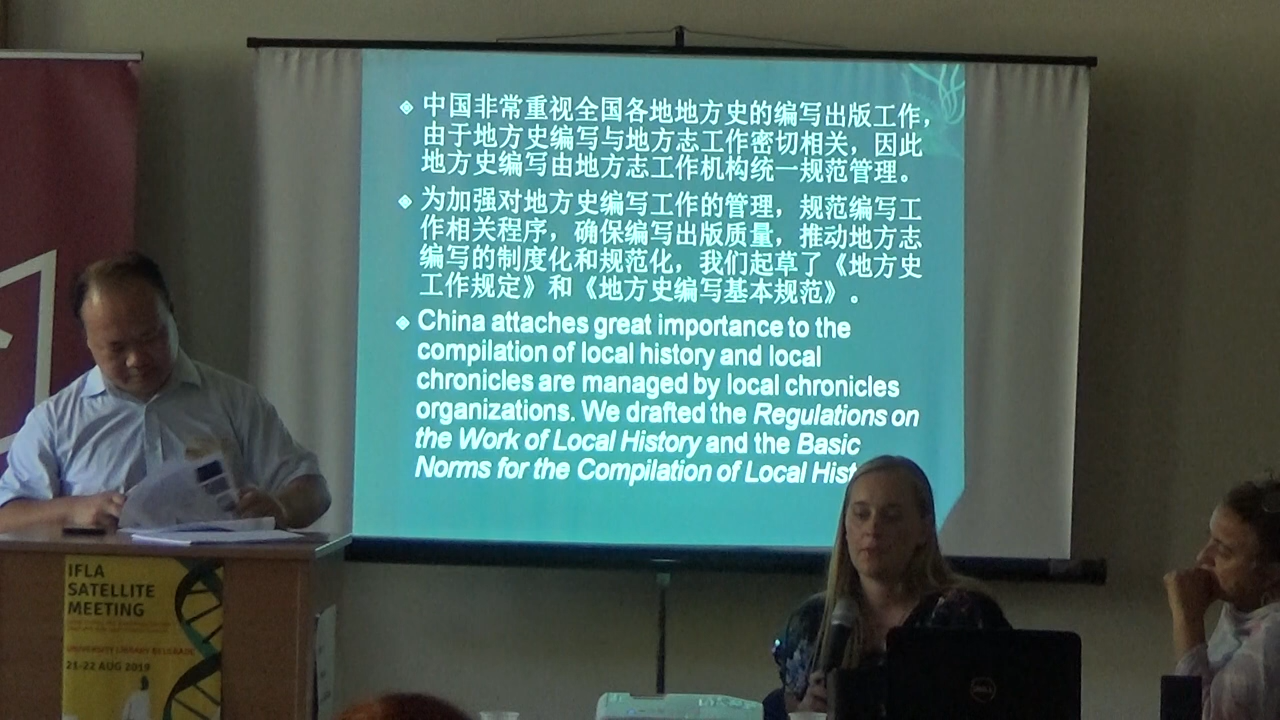 中国非常重视全国各地地方史的编写出版工作，
由于地方史编写与地方志工作密切相关，因此
地方史编写由地方志工作机构统一规范管理。
为加强对地方史编写工作的管理，规范编写工
作相关程序，确保编写出版质量，推动地方志
编写的制度化和规范化，我们起草了《地方史
工作规定》和《地方史编写基本规范》。
China attaches great importance to the
compilation of local history and local
chronicles are managed by local chronicles
organizations. We drafted the Regulations on
the Work of Local History and the Basic
Norms for the Compilation of Local Hist
IFLA
SATELLITE
MEETING
UNIVERSITY LIBRARY BELGRADE
21-22 AUG 2019
DELL